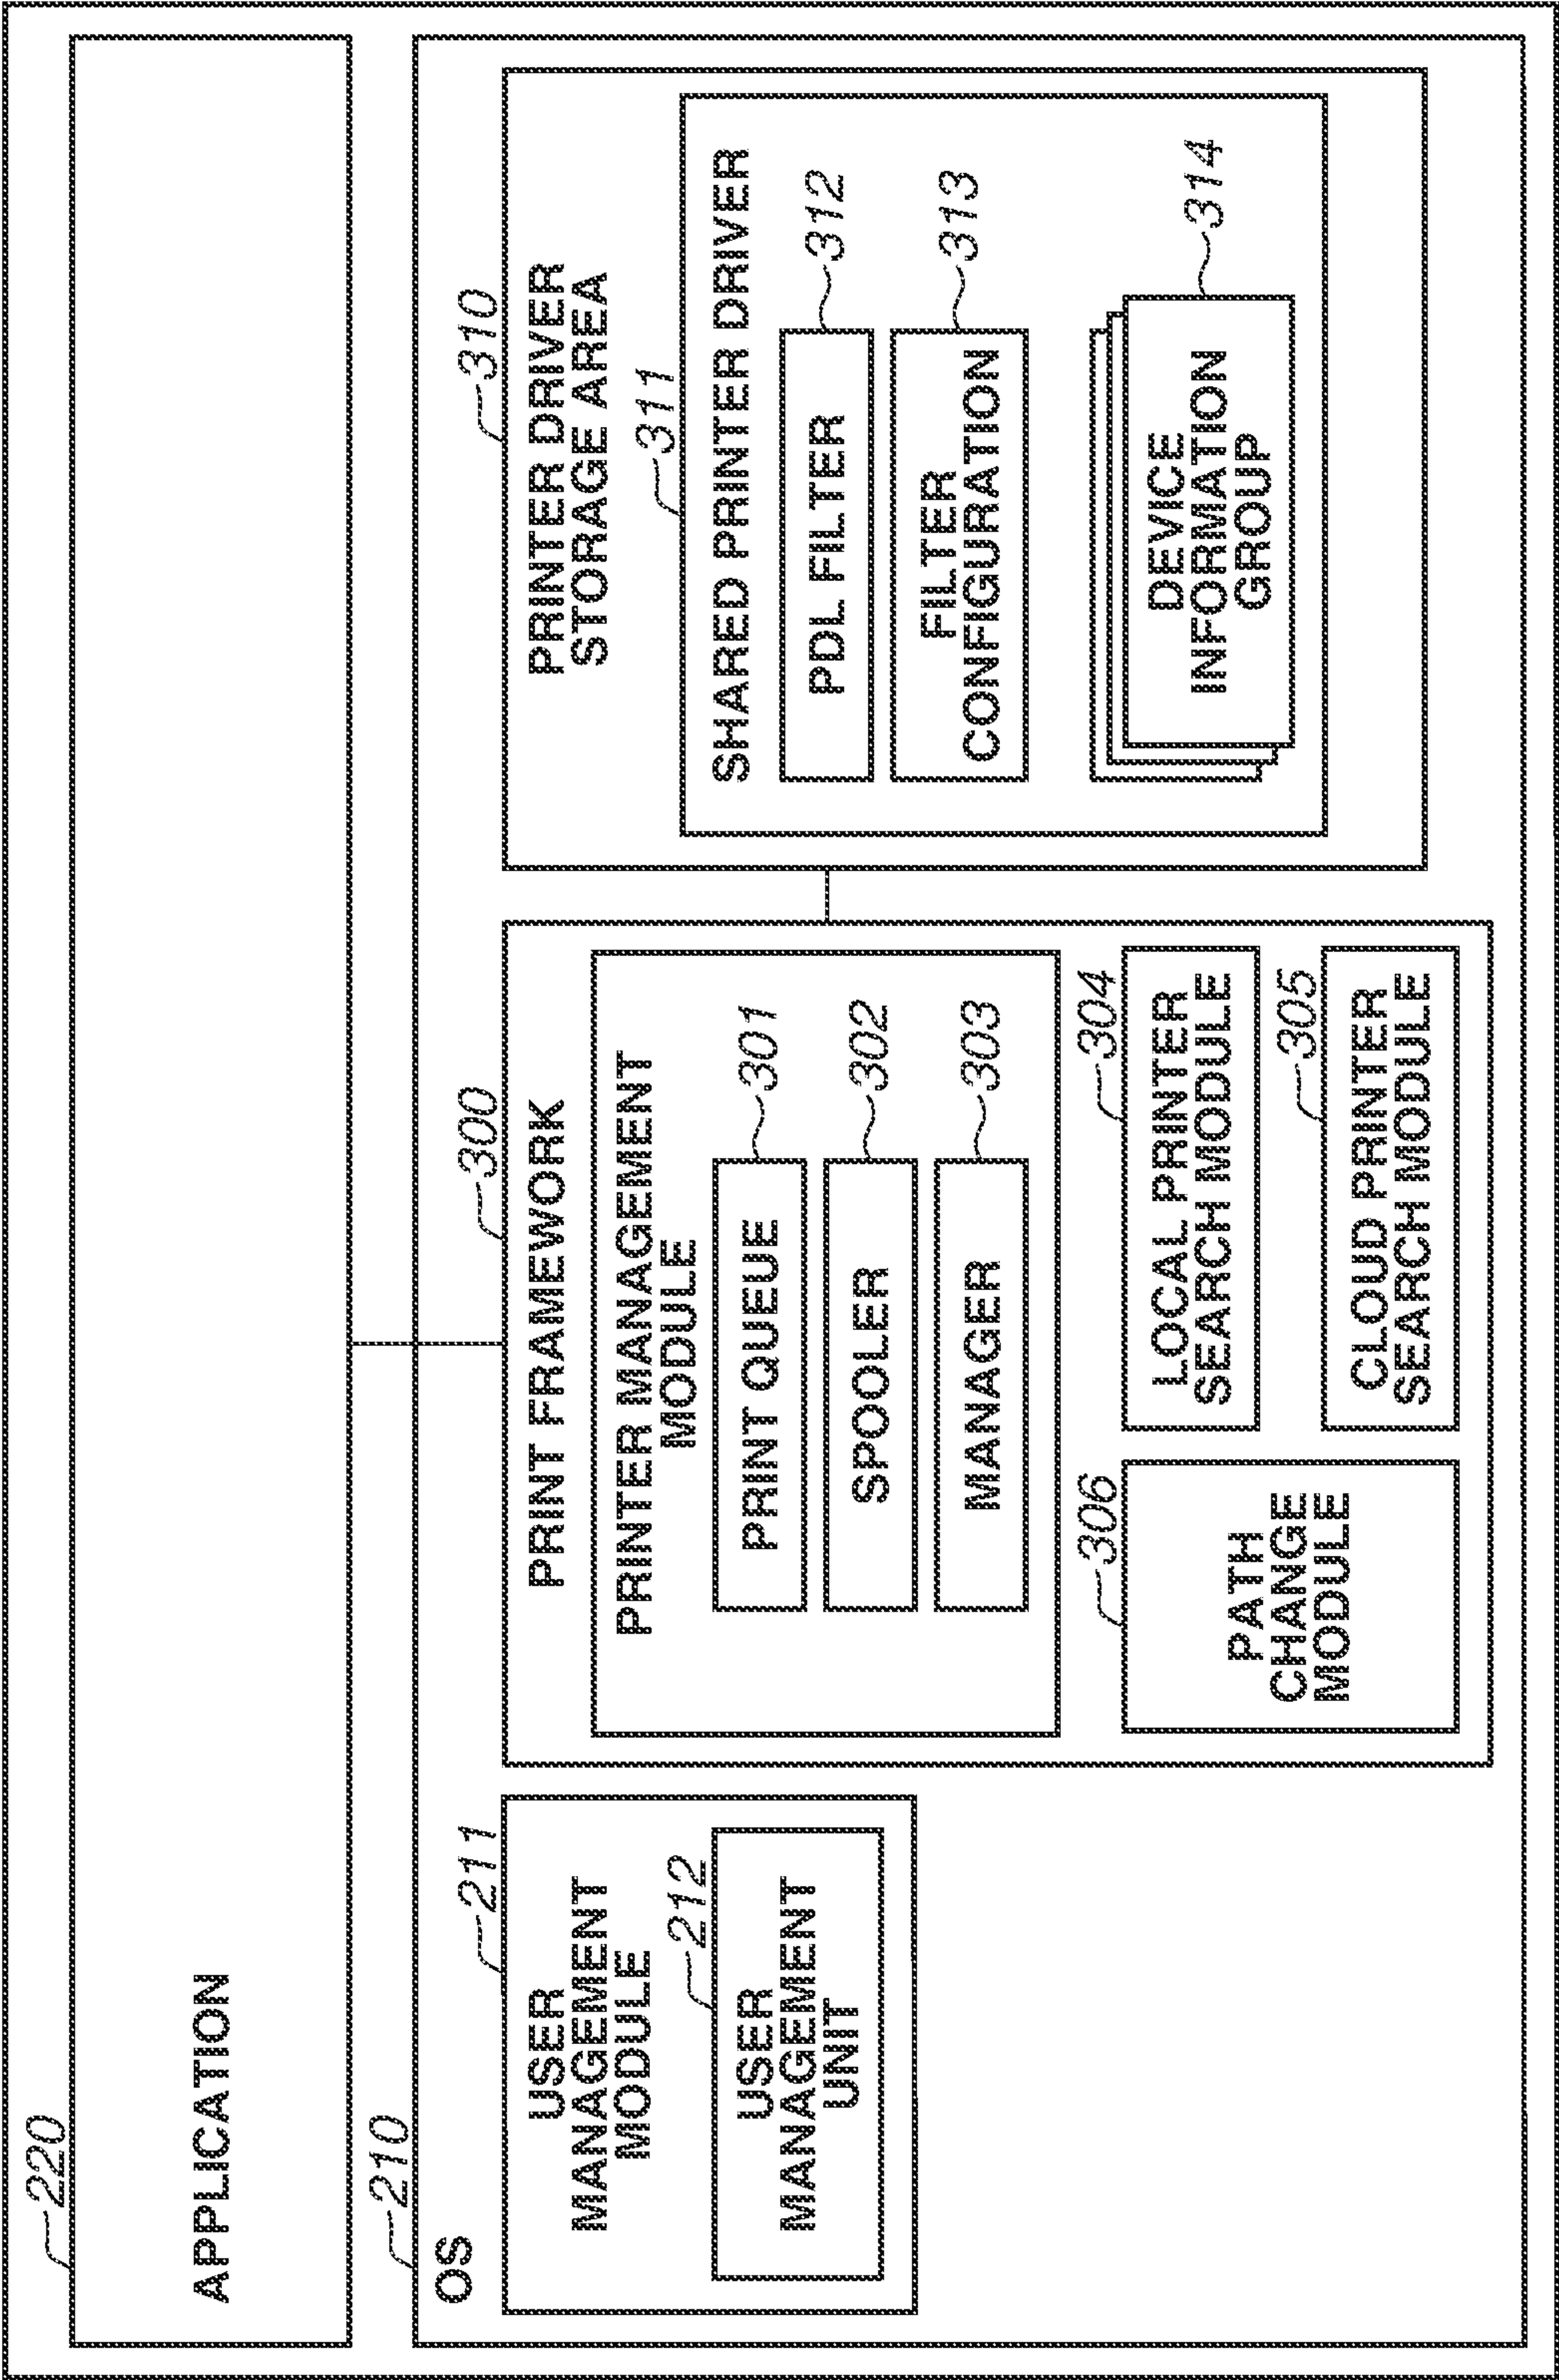 220
APPLICATION
210
OS
211
USER
MANAGEMENT
MODULE
212
USER
MANAGEMENT
UNIT
300
PRINT FRAMEWORK
PRINTER MANAGEMENT
MODULE
PRINT QUEUE
301
SPOOLER
302
MANAGER
303
306
PATH
CHANGE
MODULE
304
LOCAL PRINTER
SEARCH MODULE
305
CLOUD PRINTER
SEARCH MODULE
310
PRINTER DRIVER
STORAGE AREA
311
SHARED PRINTER DRIVER
PDL FILTER
312
FILTER
CONFIGURATION
313
DEVICE
INFORMATION
GROUP
314